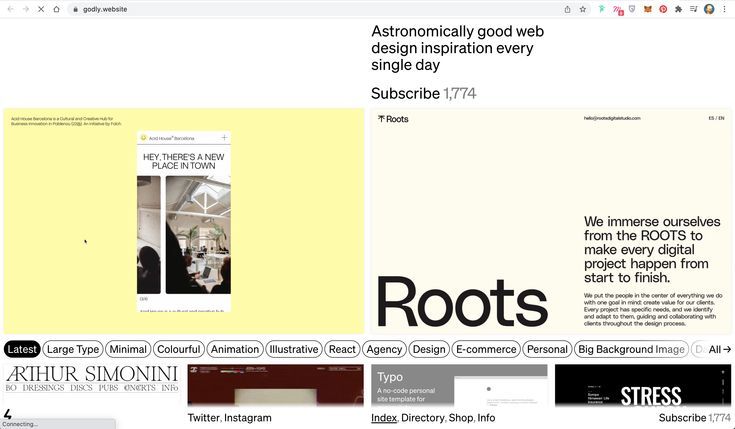 godly.website
Astronomically good web
design inspiration every
single day
Subscribe 1,774
Acid House Barcelona is a Cultural and Creative Hub for
Business Innovation in Poblenou (22@). An Initiative by Folch.
Acid House® Barcelona
HEY, THERE'S A NEW
PLACE IN TOWN
Roots
hello@rootsdigitalstudio.com
ES / EN
We immerse ourselves
from the ROOTS to
make every digital
project happen from
start to finish.
We put the people in the center of everything we do
with one goal in mind: create value for our clients.
Every project has specific needs, and we identify
and adapt to them, guiding and collaborating with
clients throughout the design process.
Roots
Latest Large Type Minimal Colourful Animation Illustrative React Agency Design E-commerce Personal Big Background Image All →
ARTHUR SIMONINI
BO DRESSINGS DISCS PUBS CONCERTS INFO
Typo
A no-code personal
site template for
STRESS
4
Twitter, Instagram
Index, Directory, Shop, Info
Subscribe 1,774
Connecting...